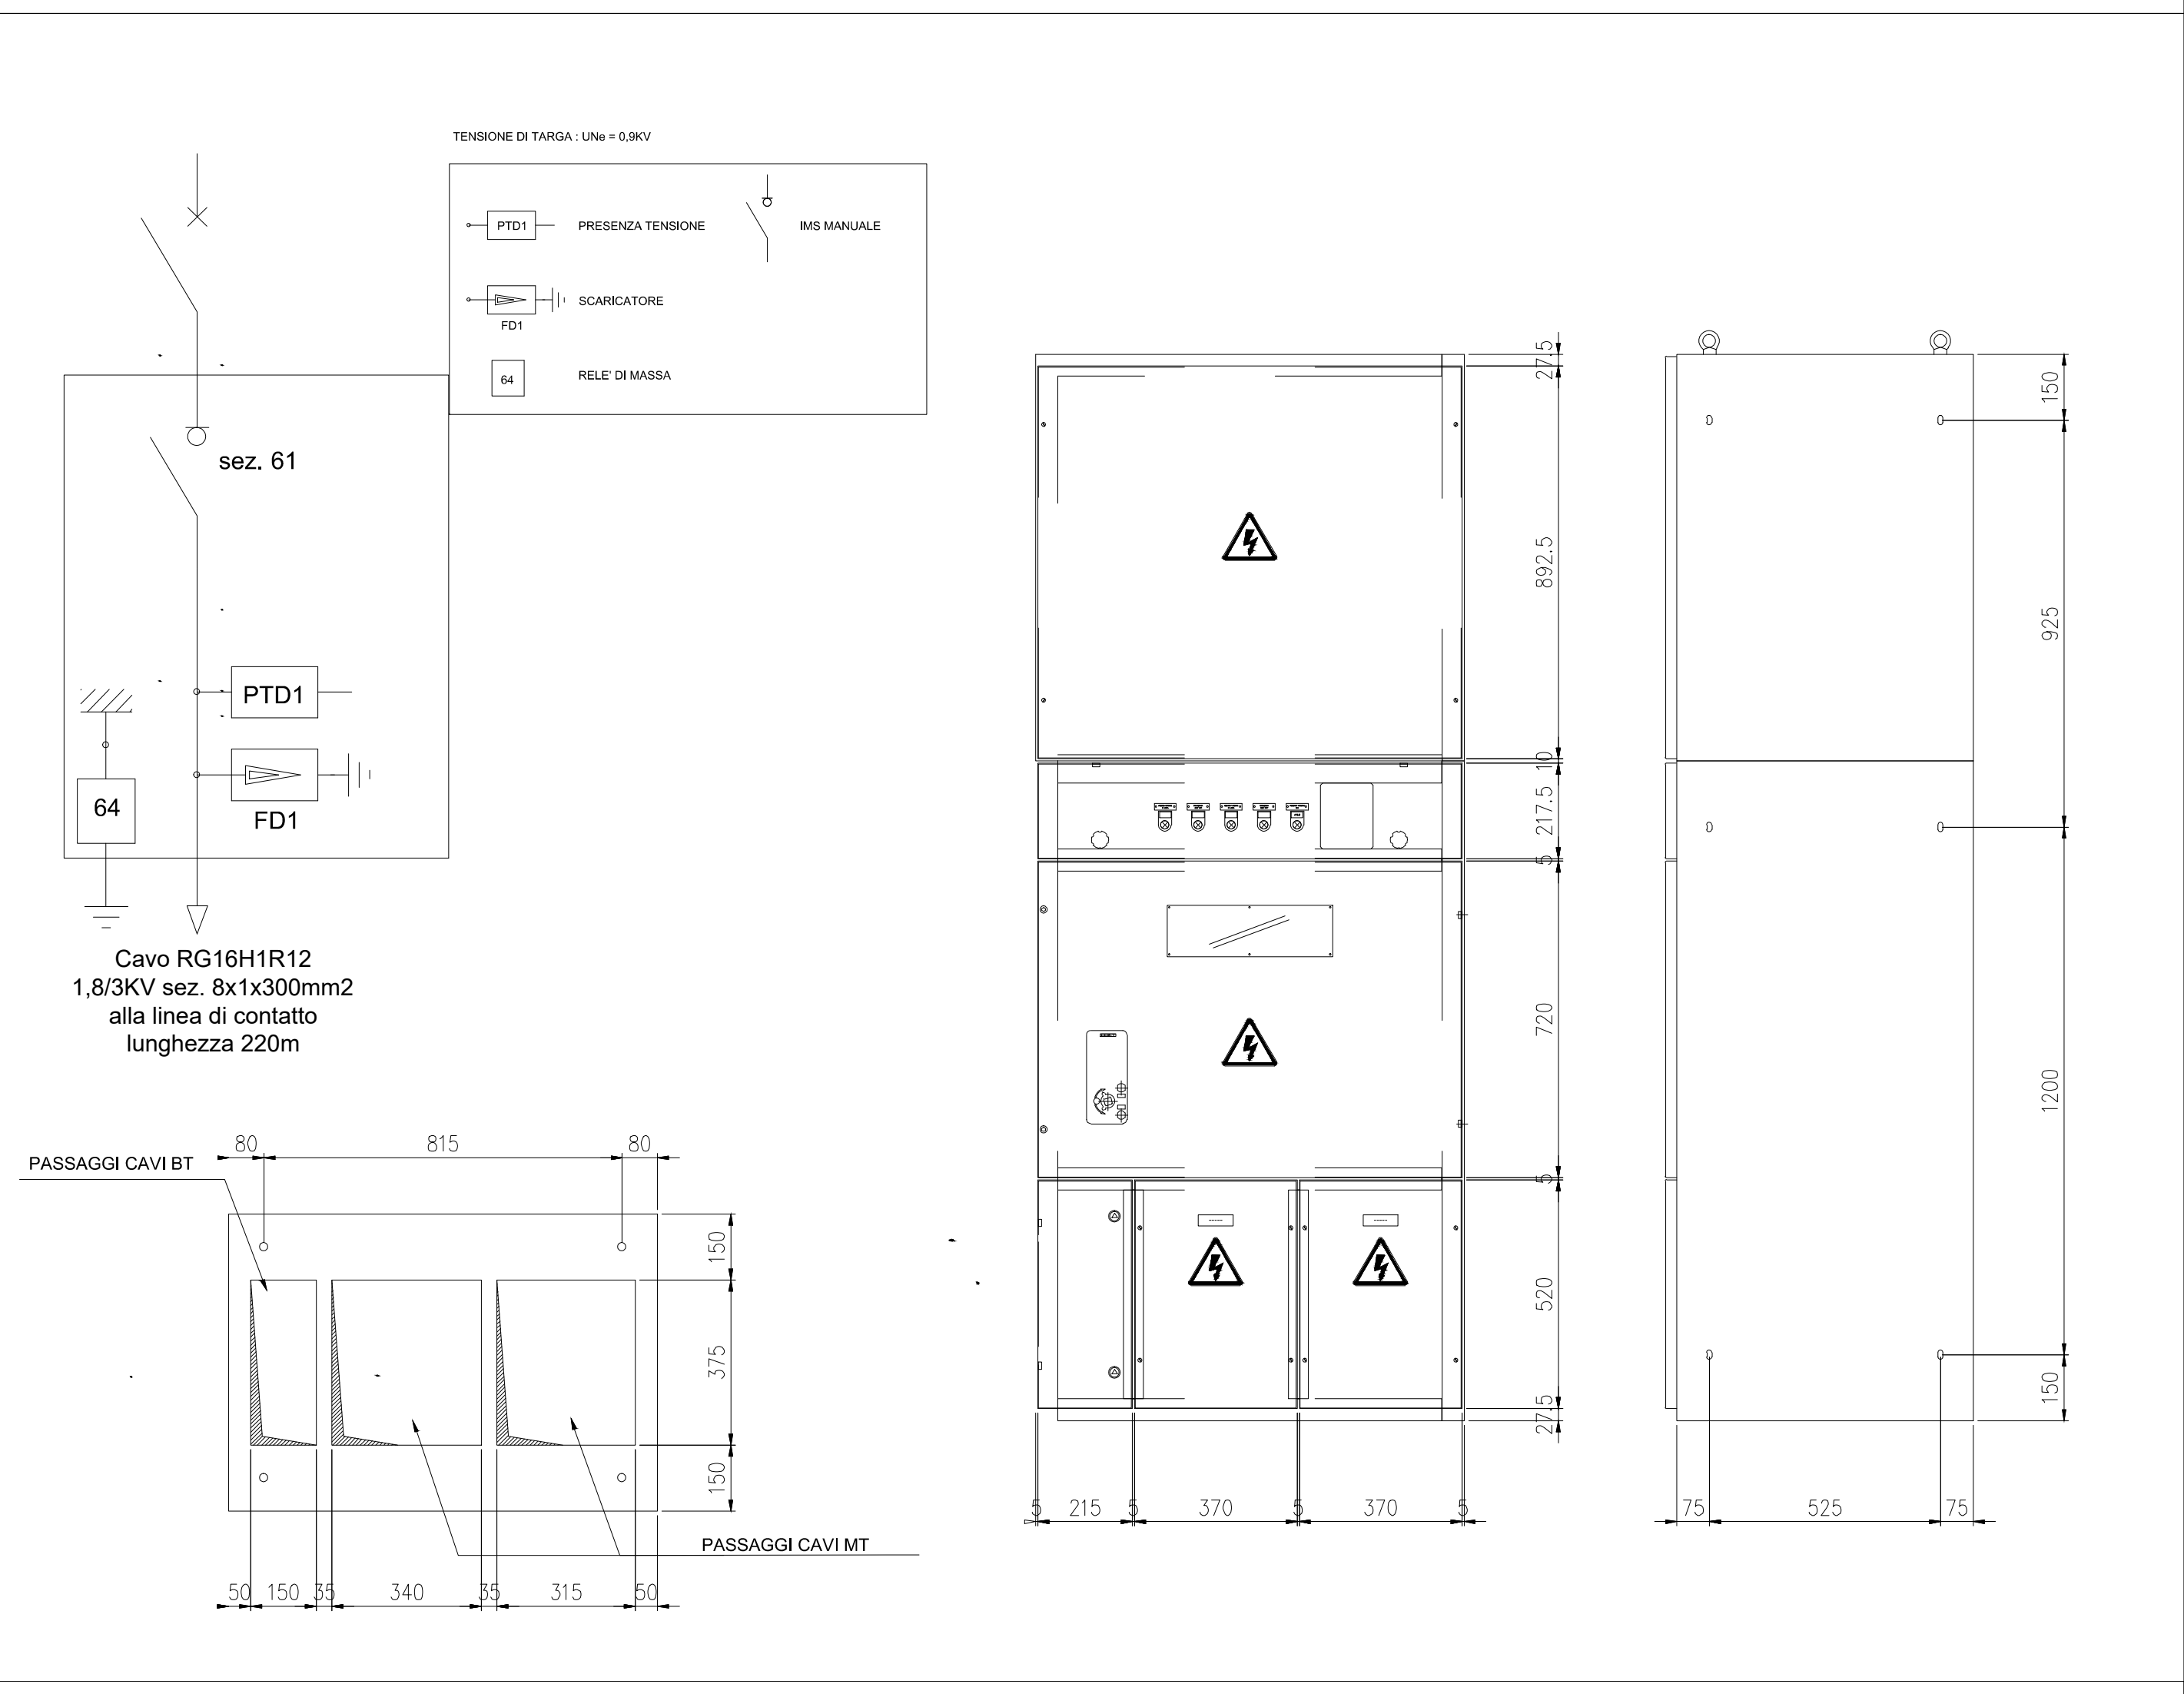 TENSIONE DI TARGA : UNe = 0,9KV
PTD1
PRESENZA TENSIONE
IMS MANUALE
SCARICATORE
FD1
64
RELE' DI MASSA
sez. 61
PTD1
64
FD1
Cavo RG16H1R12
1,8/3KV sez. 8x1x300mm2
alla linea di contatto
lunghezza 220m
PASSAGGI CAVI BT
80
815
80
150
375
150
PASSAGGI CAVI MT
50
150
35
340
35
315
50
27.5
892.5
10
217.5
5
720
5
520
27.5
5
215
5
370
5
370
5
150
925
1200
150
75
525
75